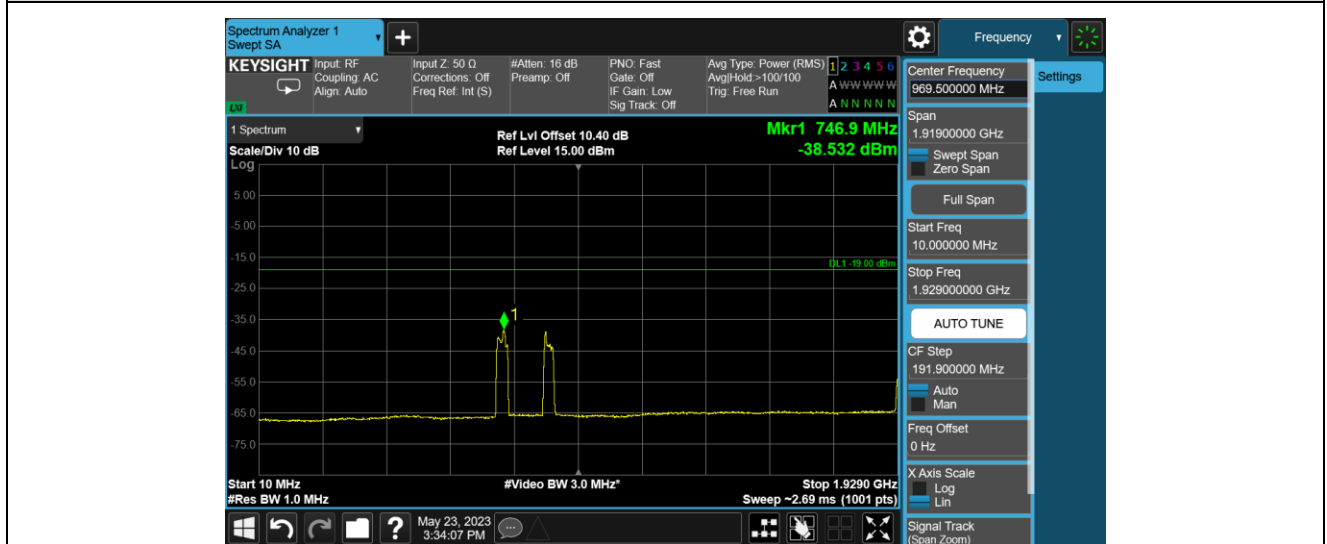 Spectrum Analyzer 1
Swept SA
+
Frequency
KEYSIGHT
Input: RF
Coupling: AC
Align: Auto
Input Z: 50 Ω
Corrections: Off
Freq Ref: Int (S)
#Atten: 16 dB
Preamp: Off
PNO: Fast
Gate: Off
IF Gain: Low
Sig Track: Off
Avg Type: Power (RMS)
Avg|Hold:>100/100
Trig: Free Run
1 2 3 4 5 6
A W W W W W
A N N N N N
LXI
1 Spectrum
Scale/Div 10 dB
Log
Ref Lvl Offset 10.40 dB
Ref Level 15.00 dBm
Mkr1 746.9 MHz
-38.532 dBm
5.00
-5.00
-15.0
DL1 -19.00 dBm
-25.0
-35.0
1
-45.0
-55.0
-65.0
-75.0
Start 10 MHz
#Res BW 1.0 MHz
#Video BW 3.0 MHz*
Stop 1.9290 GHz
Sweep ~2.69 ms (1001 pts)
?
May 23, 2023
3:34:07 PM
Center Frequency
969.500000 MHz
Settings
Span
1.91900000 GHz
Swept Span
Zero Span
Full Span
Start Freq
10.000000 MHz
Stop Freq
1.929000000 GHz
AUTO TUNE
CF Step
191.900000 MHz
Auto
Man
Freq Offset
0 Hz
X Axis Scale
Log
Lin
Signal Track
(Span Zoom)